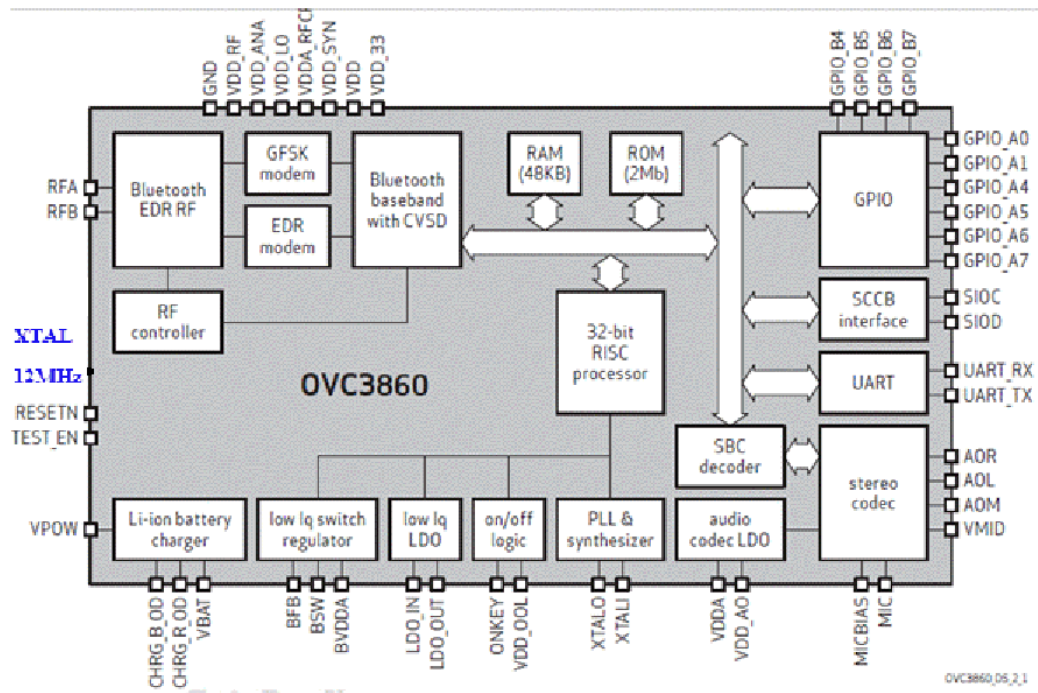 GND
VDD_RF
VDD_ANA
VDD_LO
VDDA_RFCP
VDD_SYN
VDD
VDD_33
GPIO_B4
GPIO_B5
GPIO_B6
GPIO_B7
RFA
RFB
XTAL
12MHz
RESETN
TEST_EN
VPOW
Bluetooth
EDR RF
GFSK
modem
EDR
modem
Bluetooth
baseband
with CVSD
RF
controller
RAM
(48KB)
ROM
(2Mb)
32-bit
RISC
processor
OVC3860
GPIO
SCCB
interface
UART
SBC
decoder
stereo
codec
Li-ion battery
charger
low Iq switch
regulator
low Iq
LDO
on/off
logic
PLL &
synthesizer
audio
codec LDO
GPIO_A0
GPIO_A1
GPIO_A4
GPIO_A5
GPIO_A6
GPIO_A7
SIOC
SIOD
UART_RX
UART_TX
AOR
AOL
AOM
VMID
CHRG_B_OD
CHRG_R_OD
VBAT
BFB
BSW
BVDDA
LDO_IN
LDO_OUT
ONKEY
VDD_OOL
XTALO
XTALI
VDDA
VDD_AO
MICBIAS
MIC
OVC3860_DS_2_1